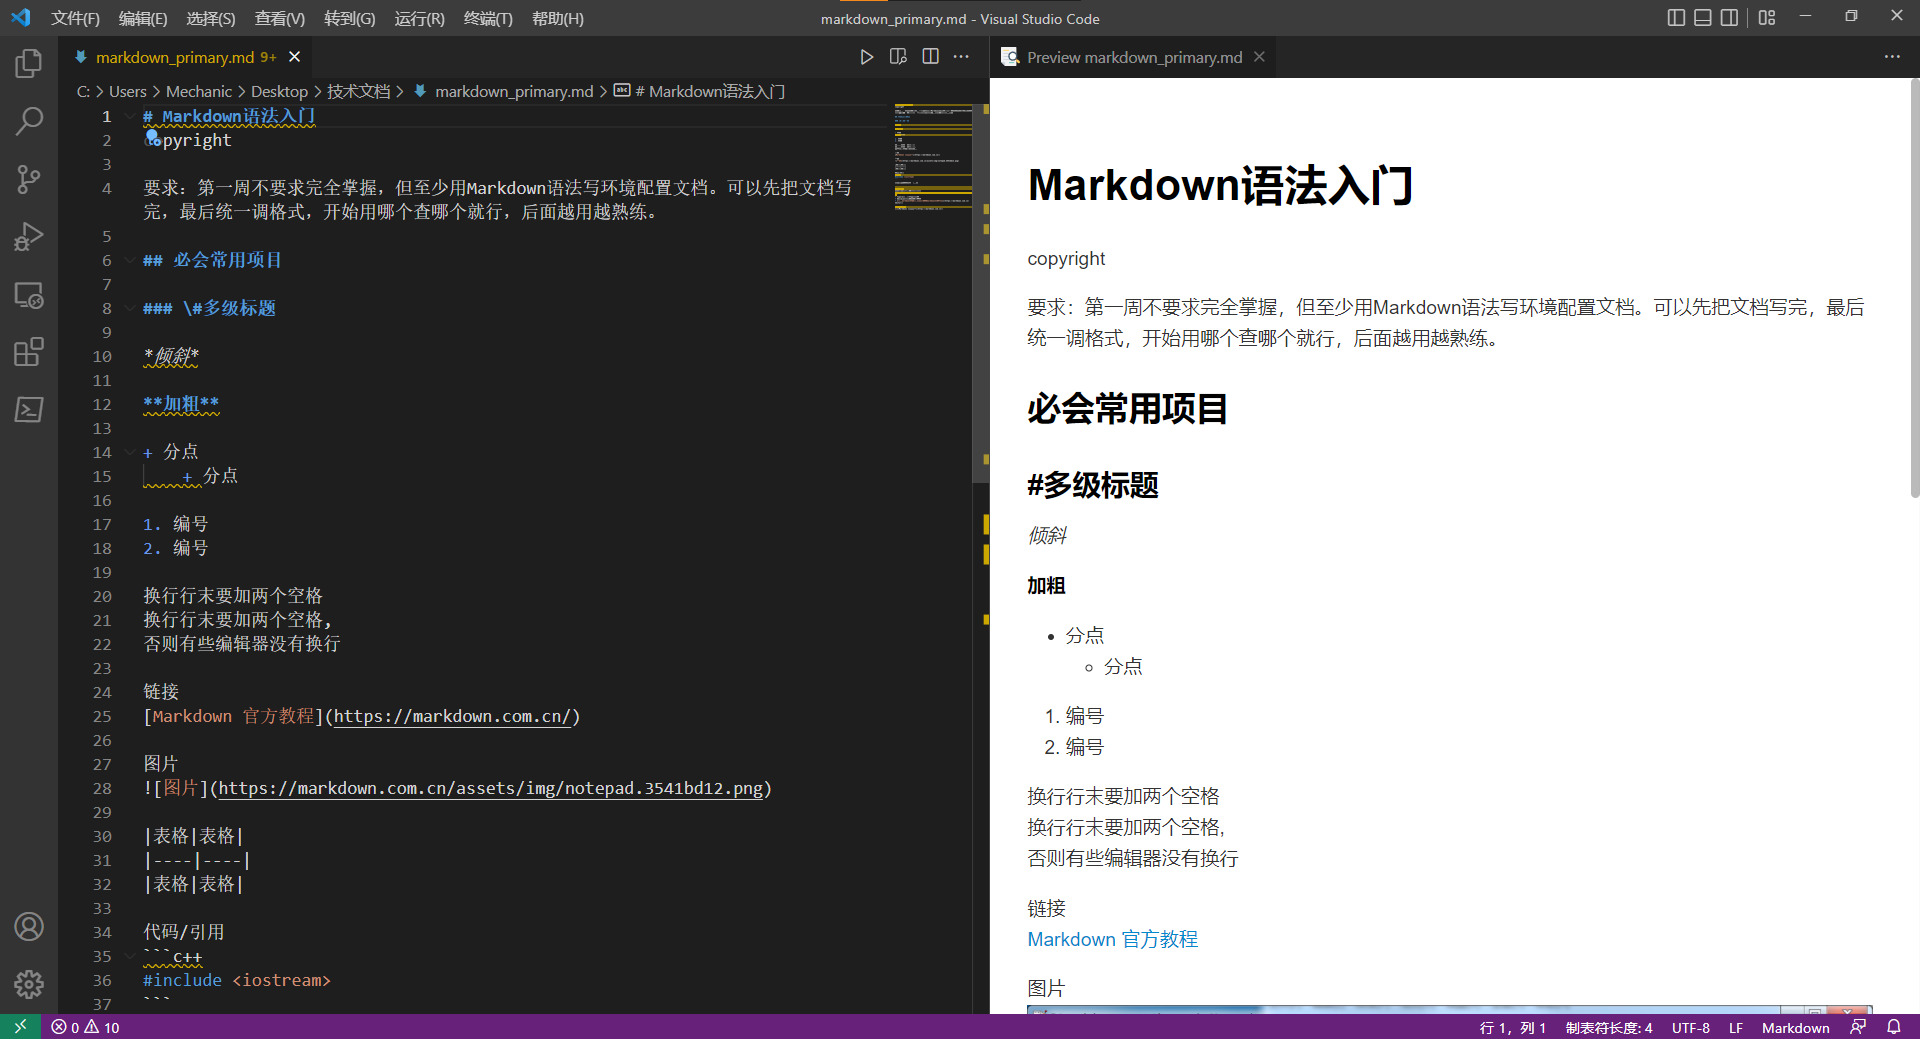 文件(F) 编辑(E) 选择(S) 查看(V) 转到(G) 运行(R) 终端(T) 帮助(H)
markdown_primary.md - Visual Studio Code
markdown_primary.md 9+
C: > Users > Mechanic > Desktop > 技术文档 > markdown_primary.md > # Markdown语法入门
1 # Markdown语法入门
2 copyright
3
4 要求：第一周不要求完全掌握，但至少用Markdown语法写环境配置文档。可以先把文档写
完，最后统一调格式，开始用哪个查哪个就行，后面越用越熟练。
5
6 ## 必会常用项目
7
8 ### \#多级标题
9
10 *倾斜*
11
12 **加粗**
13
14 + 分点
15 + 分点
16
17 1. 编号
18 2. 编号
19
20 换行行末要加两个空格
21 换行行末要加两个空格,
22 否则有些编辑器没有换行
23
24 链接
25 [Markdown 官方教程](https://markdown.com.cn/)
26
27 图片
28 ![图片](https://markdown.com.cn/assets/img/notepad.3541bd12.png)
29
30 |表格|表格|
31 |----|----|
32 |表格|表格|
33
34 代码/引用
35 ```c++
36 #include <iostream>
37 ```
Preview markdown_primary.md
Markdown语法入门
copyright
要求：第一周不要求完全掌握，但至少用Markdown语法写环境配置文档。可以先把文档写完，最后
统一调格式，开始用哪个查哪个就行，后面越用越熟练。
必会常用项目
#多级标题
倾斜
加粗
• 分点
◦ 分点
1. 编号
2. 编号
换行行末要加两个空格
换行行末要加两个空格,
否则有些编辑器没有换行
链接
Markdown 官方教程
图片
0 10
行 1，列 1 制表符长度: 4 UTF-8 LF Markdown